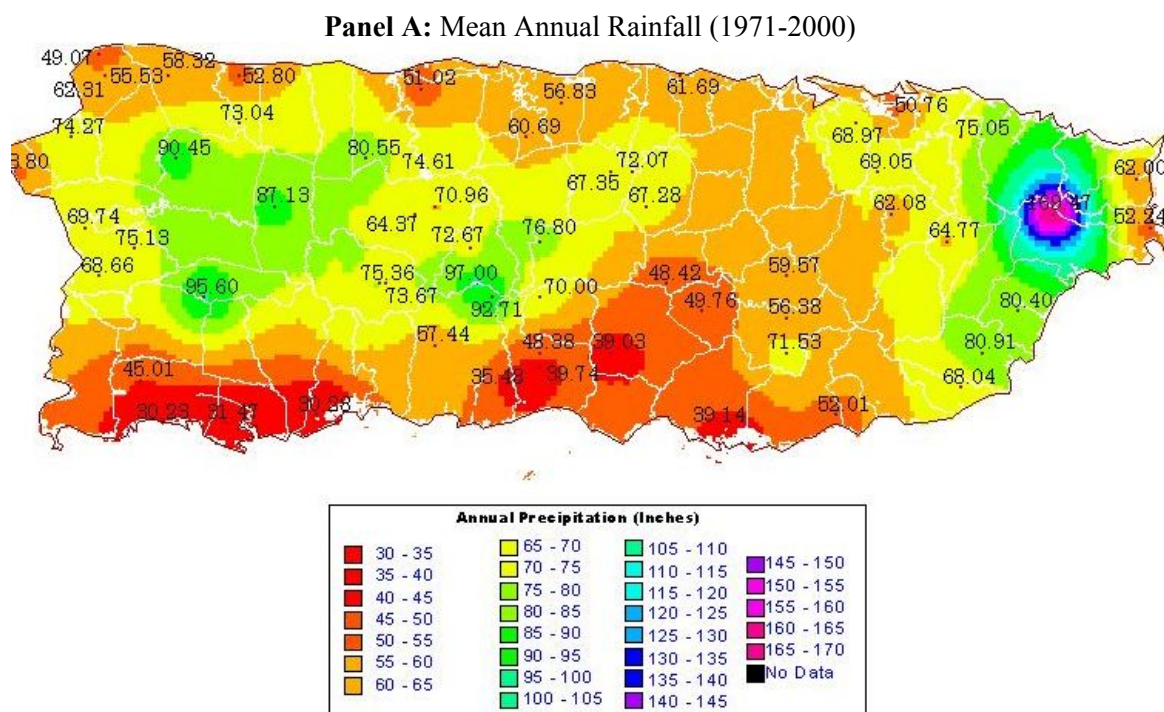 Panel A: Mean Annual Rainfall (1971-2000)
49.07
58.32
55.53
52.80
62.31
51.02
56.83
61.69
50.76
74.27
73.04
60.69
68.97
75.05
90.45
80.55
74.61
72.07
69.05
8.80
62.00
67.35
87.13
70.96
67.28
69.74
64.37
62.08
52.24
75.13
72.67
76.80
64.77
68.66
75.36
97.00
48.42
59.57
95.60
73.67
92.71
70.00
49.76
56.38
80.40
57.44
48.38
39.03
71.53
80.91
45.01
35.43
39.74
68.04
30.23
31.47
39.14
52.01
Annual Precipitation (Inches)
30 - 35
35 - 40
40 - 45
45 - 50
50 - 55
55 - 60
60 - 65
65 - 70
70 - 75
75 - 80
80 - 85
85 - 90
90 - 95
95 - 100
100 - 105
105 - 110
110 - 115
115 - 120
120 - 125
125 - 130
130 - 135
135 - 140
140 - 145
145 - 150
150 - 155
155 - 160
160 - 165
165 - 170
No Data